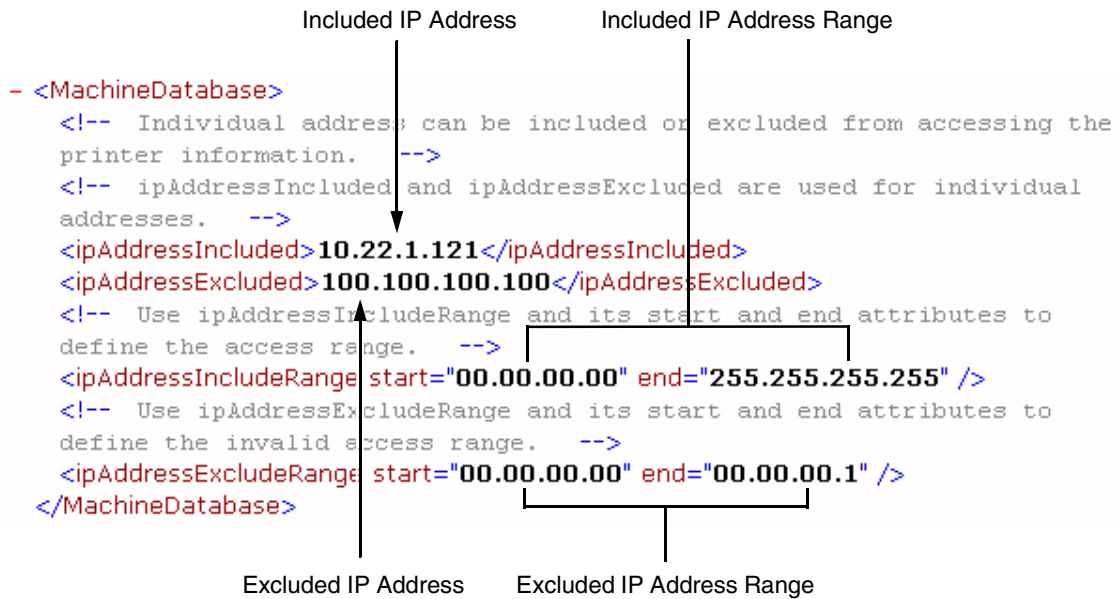 Included IP Address Included IP Address Range
− <MachineDatabase>
<!-- Individual address can be included or excluded from accessing the
printer information. -->
<!-- ipAddressIncluded and ipAddressExcluded are used for individual
addresses. -->
<ipAddressIncluded>10.22.1.121</ipAddressIncluded>
<ipAddressExcluded>100.100.100.100</ipAddressExcluded>
<!-- Use ipAddressIncludeRange and its start and end attributes to
define the access range. -->
<ipAddressIncludeRange start="00.00.00.00" end="255.255.255.255" />
<!-- Use ipAddressExcludeRange and its start and end attributes to
define the invalid access range. -->
<ipAddressExcludeRange start="00.00.00.00" end="00.00.00.1" />
</MachineDatabase>
Excluded IP Address Excluded IP Address Range